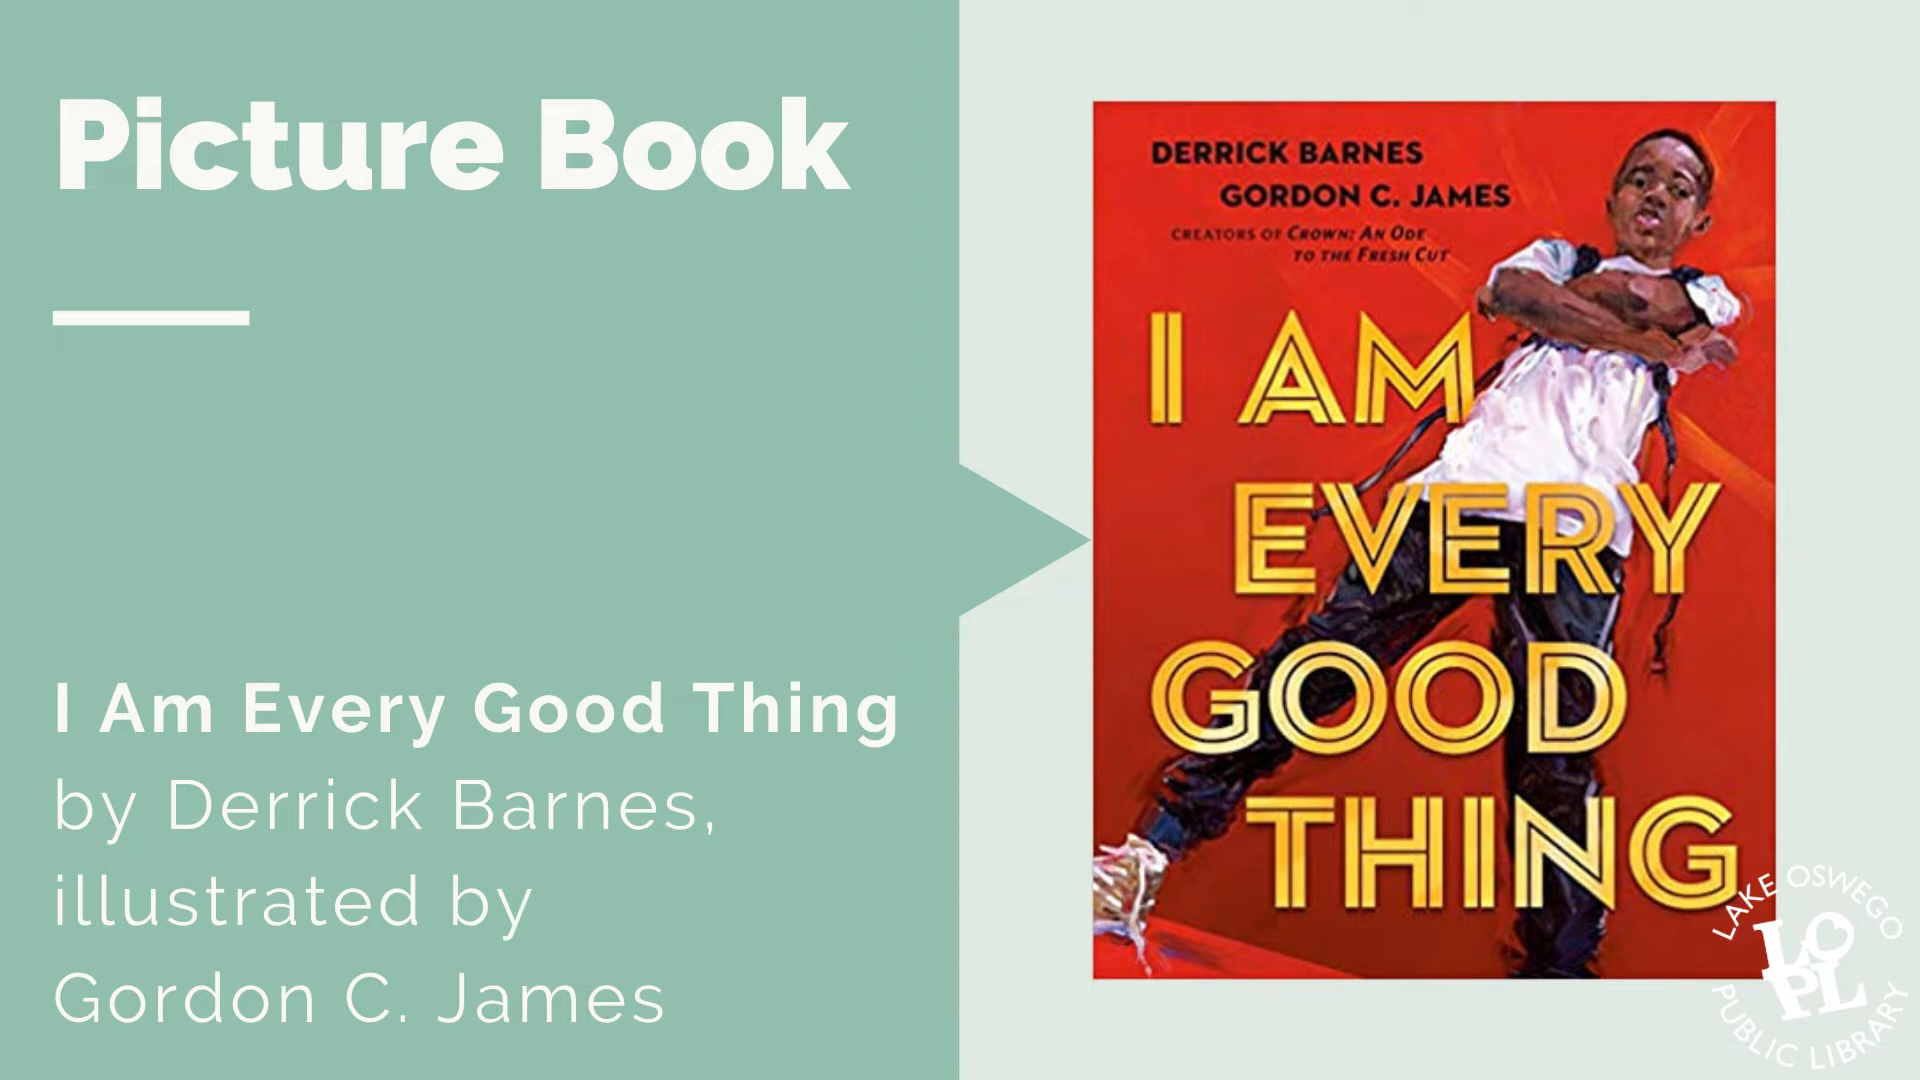 Picture Book
I Am Every Good Thing
by Derrick Barnes,
illustrated by
Gordon C. James
DERRICK BARNES
GORDON C. JAMES
CREATORS OF CROWN: AN ODE
TO THE FRESH CUT
I AM
EVERY
GOOD
THING
LAKE OSWEGO
LOPL
PUBLIC LIBRARY